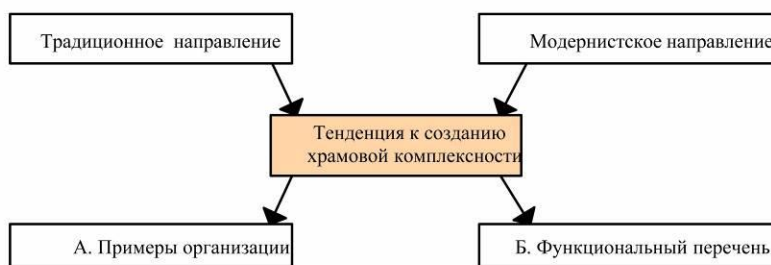 Традиционное направление
Модернистское направление
Тенденция к созданию
храмовой комплексности
А. Примеры организации
Б. Функциональный перечень